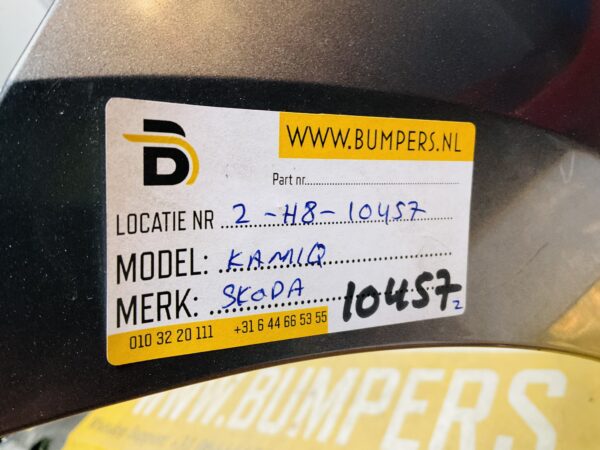 WWW.BUMPERS.NL
Part nr
LOCATIE NR 2-H8-10457
MODEL: KAMIQ
MERK: SKODA
10457
2
010 32 20 111 +31 6 44 66 53 55
WWW.BUMPERS